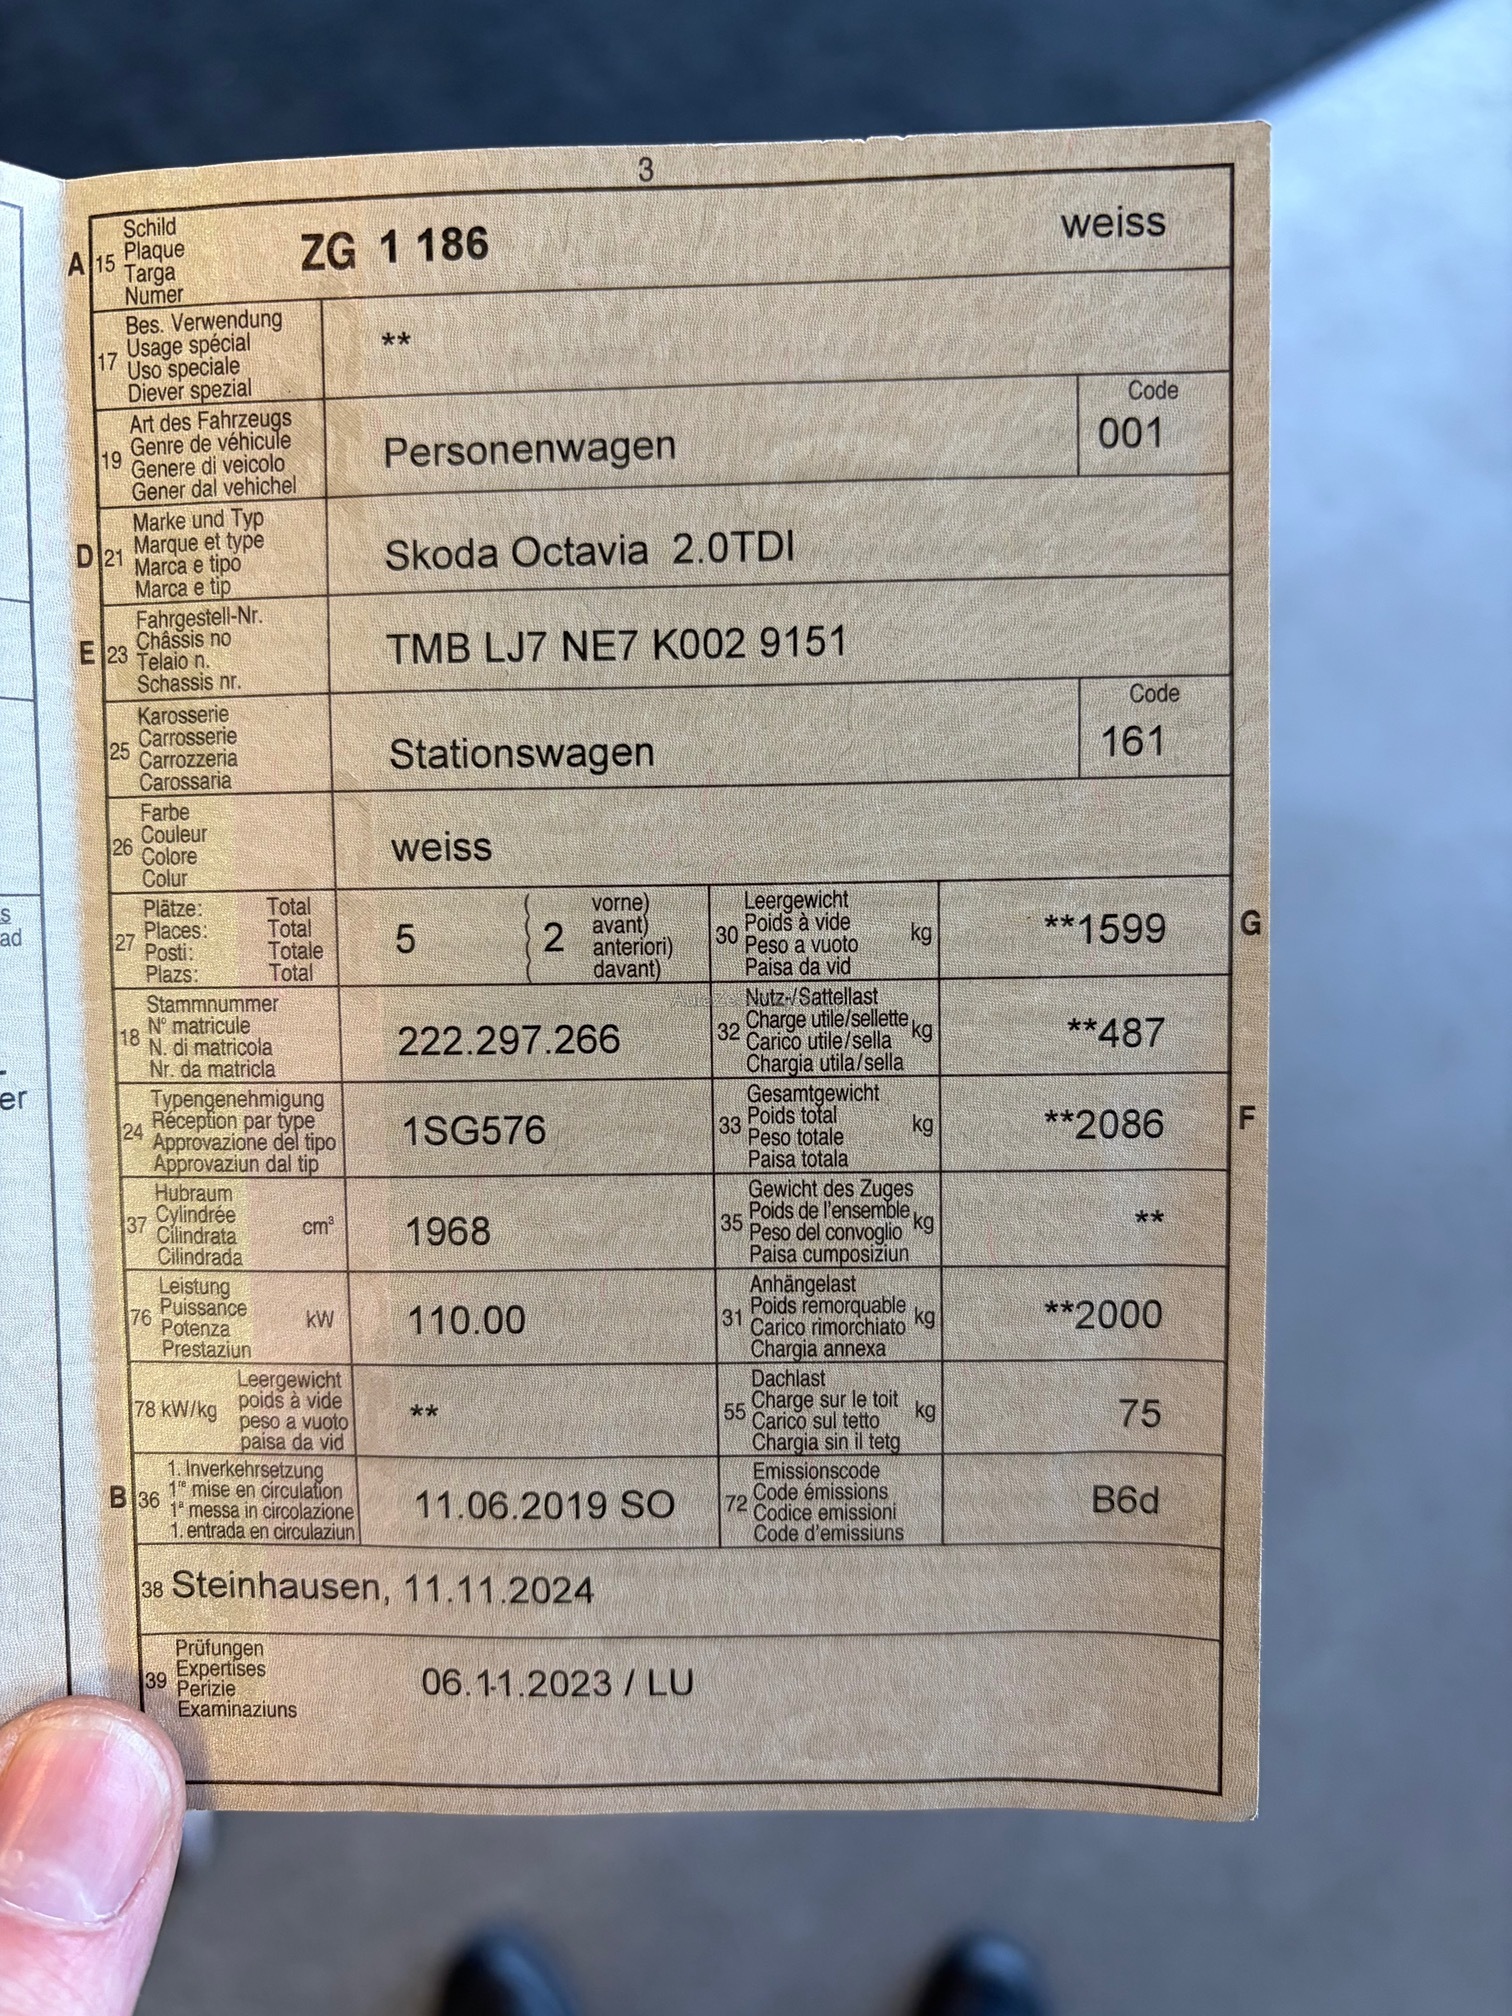 3
A 15 Schild Plaque Targa Numer ZG 1 186 weiss
17 Bes. Verwendung Usage spécial Uso speciale Diever spezial **
19 Art des Fahrzeugs Genre de véhicule Genere di veicolo Gener dal vehichel Personenwagen Code 001
D 21 Marke und Typ Marque et type Marca e tipo Marca e tip Skoda Octavia 2.0TDI
E 23 Fahrgestell-Nr. Châssis no Telaio n. Schassis nr. TMB LJ7 NE7 K002 9151
25 Karosserie Carrosserie Carrozzeria Carossaria Stationswagen Code 161
26 Farbe Couleur Colore Colur weiss
27 Plätze: Total Places: Total Posti: Totale Plazs: Total 5 ( 2 vorne) avant) anteriori) davant)
30 Leergewicht Poids à vide Peso a vuoto Paisa da vid kg **1599 G
18 Stammnummer N° matricule N. di matricola Nr. da matricla 222.297.266
32 Nutz-/Sattellast Charge utile/sellette Carico utile/sella Chargia utila/sella kg **487
24 Typengenehmigung Réception par type Approvazione del tipo Approvaziun dal tip 1SG576
33 Gesamtgewicht Poids total Peso totale Paisa totala kg **2086 F
37 Hubraum Cylindrée Cilindrata Cilindrada cm³ 1968
35 Gewicht des Zuges Poids de l'ensemble Peso del convoglio Paisa cumposiziun kg **
76 Leistung Puissance Potenza Prestaziun kW 110.00
31 Anhängelast Poids remorquable Carico rimorchiato Chargia annexa kg **2000
78 kW/kg Leergewicht poids à vide peso a vuoto paisa da vid **
55 Dachlast Charge sur le toit Carico sul tetto Chargia sin il tetg kg 75
B 36 1. Inverkehrsetzung 1re mise en circulation 1a messa in circolazione 1. entrada en circulaziun 11.06.2019 SO
72 Emissionscode Code émissions Codice emissioni Code d'emissiuns B6d
38 Steinhausen, 11.11.2024
39 Prüfungen Expertises Perizie Examinaziuns 06.11.2023 / LU
s
ad
er